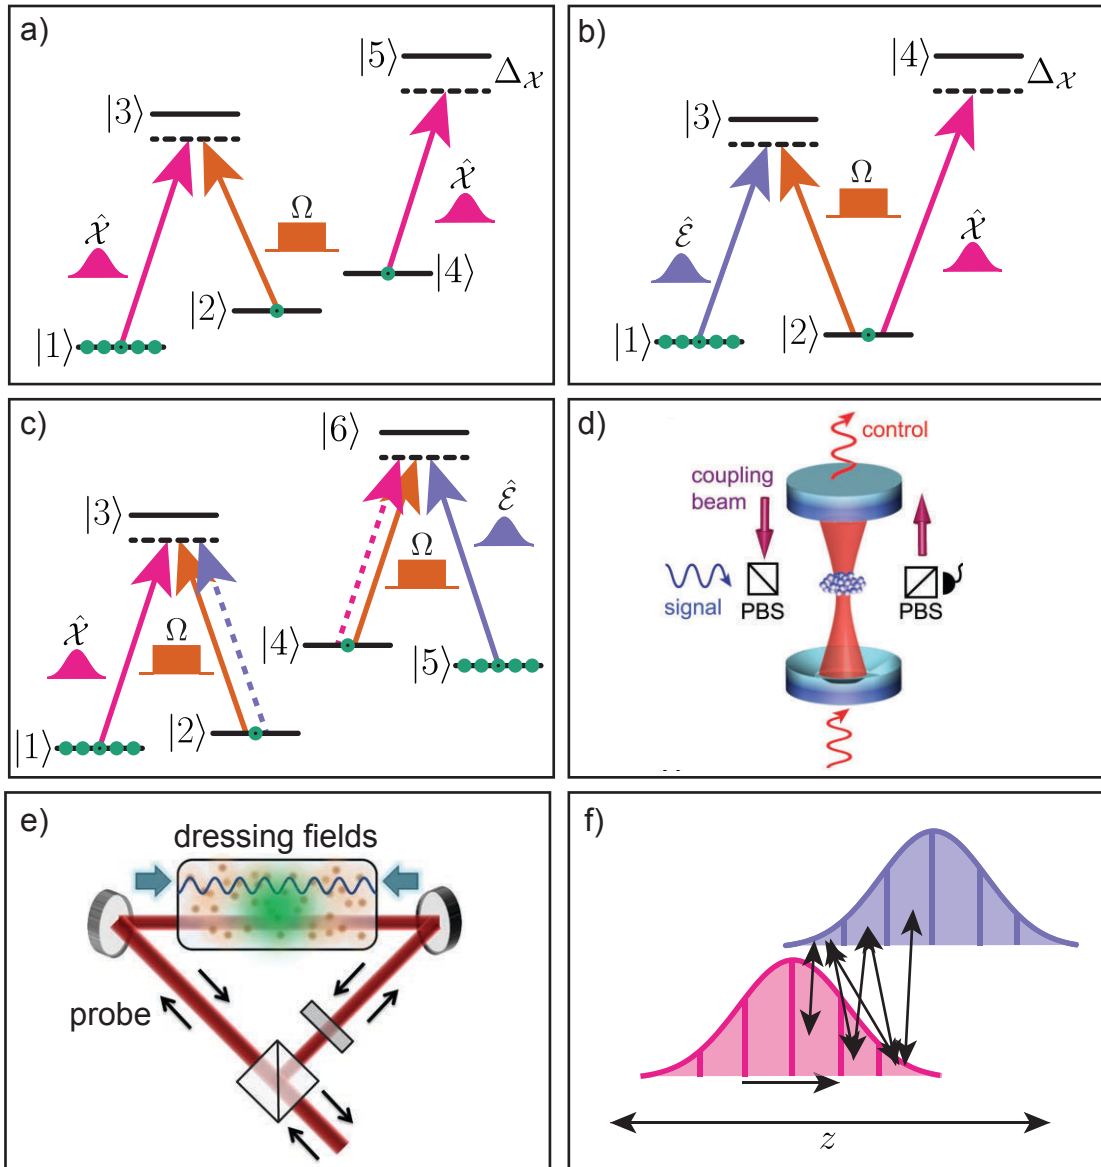 a)
|5⟩
Δ𝒳
|3⟩
𝒳̂
Ω
𝒳̂
|4⟩
|2⟩
|1⟩
b)
|4⟩
Δ𝒳
|3⟩
Ω
ℰ̂
𝒳̂
|1⟩
|2⟩
c)
|6⟩
|3⟩
ℰ̂
Ω
𝒳̂
Ω
|4⟩
|5⟩
|2⟩
|1⟩
d)
control
coupling
beam
signal
PBS
PBS
e)
dressing fields
probe
f)
z